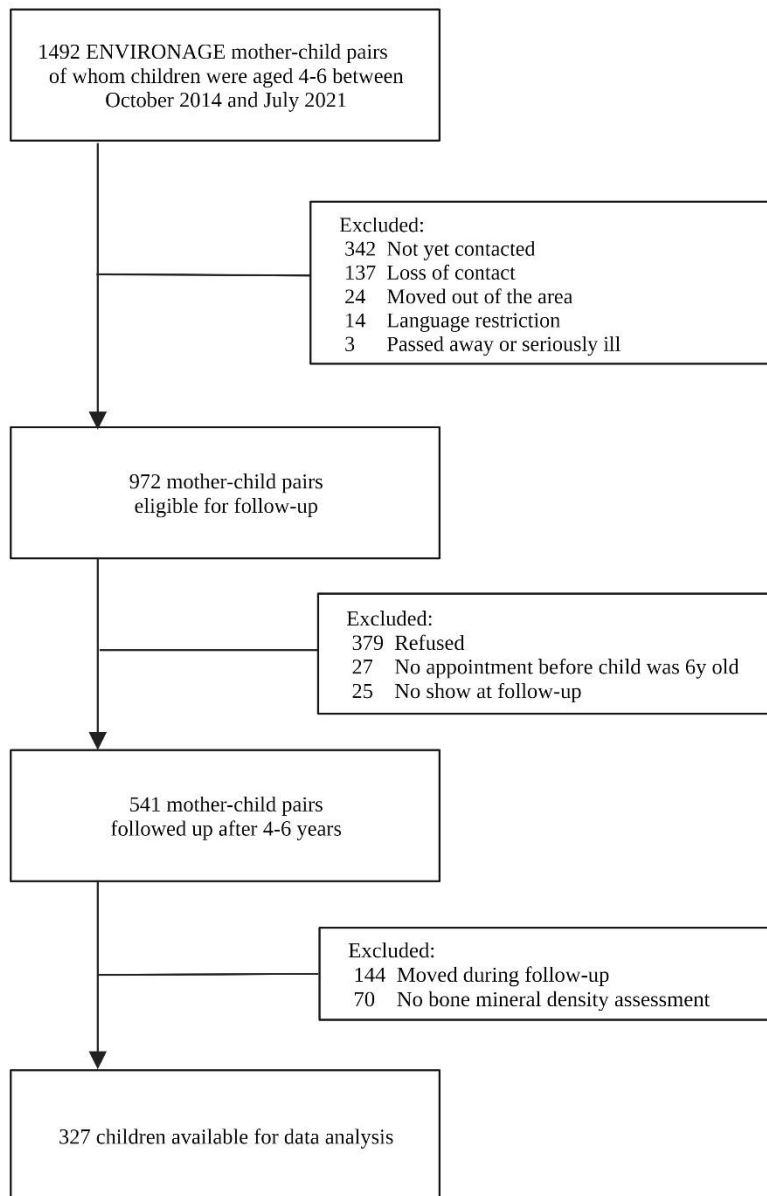 1492 ENVIRONAGE mother-child pairs
of whom children were aged 4-6 between
October 2014 and July 2021
Excluded:
342 Not yet contacted
137 Loss of contact
24 Moved out of the area
14 Language restriction
3 Passed away or seriously ill
972 mother-child pairs
eligible for follow-up
Excluded:
379 Refused
27 No appointment before child was 6y old
25 No show at follow-up
541 mother-child pairs
followed up after 4-6 years
Excluded:
144 Moved during follow-up
70 No bone mineral density assessment
327 children available for data analysis